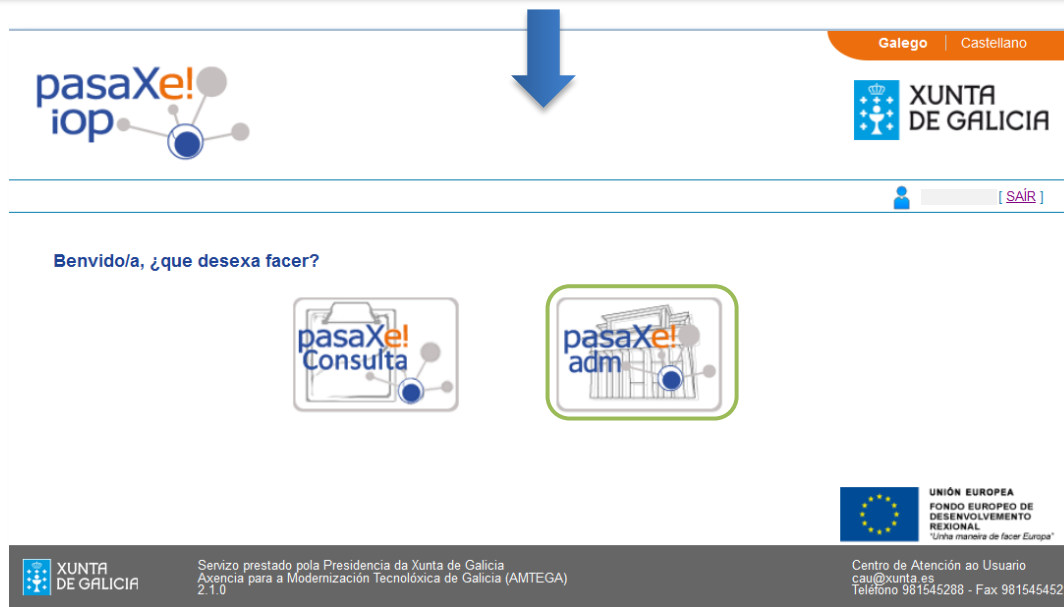 Galego | Castellano
pasaXe!
iop
XUNTA
DE GALICIA
[ SAÍR ]
Benvido/a, ¿que desexa facer?
pasaXe!
Consulta
pasaXe!
adm
UNIÓN EUROPEA
FONDO EUROPEO DE
DESENVOLVEMENTO
REXIONAL
"Unha maneira de facer Europa"
XUNTA
DE GALICIA
Servizo prestado pola Presidencia da Xunta de Galicia
Axencia para a Modernización Tecnolóxica de Galicia (AMTEGA)
2.1.0
Centro de Atención ao Usuario
cau@xunta.es
Teléfono 981545288 - Fax 981545452